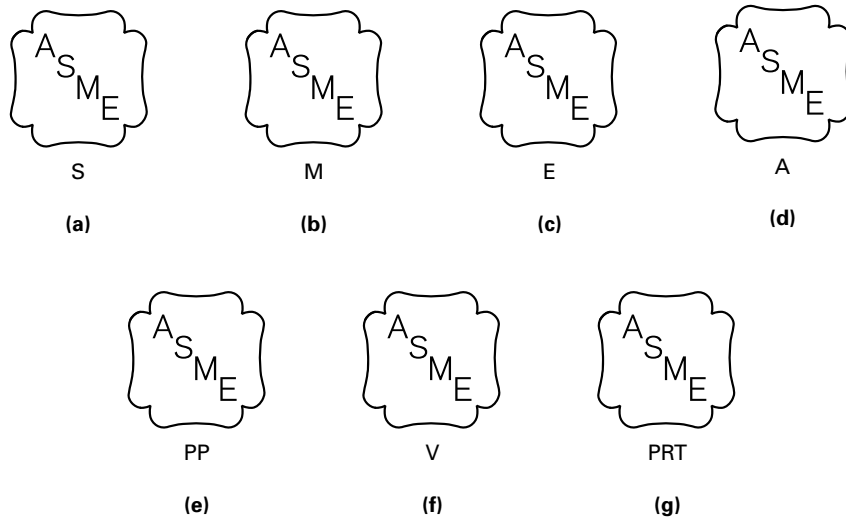 ASME ASME ASME ASME
S M E A
(a) (b) (c) (d)
ASME ASME ASME
PP V PRT
(e) (f) (g)